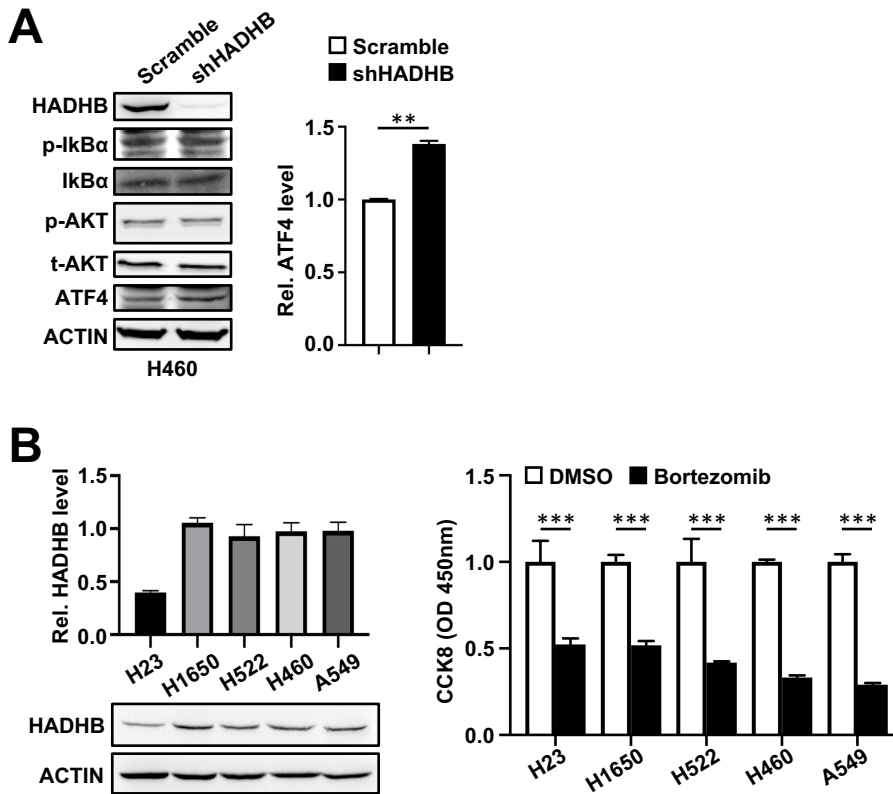 A
Scramble
shHADHB
HADHB
p-IkBα
IkBα
p-AKT
t-AKT
ATF4
ACTIN
H460
Scramble
shHADHB
Rel. ATF4 level
1.5
1.0
0.5
0.0
**
B
Rel. HADHB level
1.5
1.0
0.5
0.0
H23
H1650
H522
H460
A549
HADHB
ACTIN
DMSO
Bortezomib
CCK8 (OD 450nm)
1.5
1.0
0.5
0.0
*** *** *** *** ***
H23
H1650
H522
H460
A549